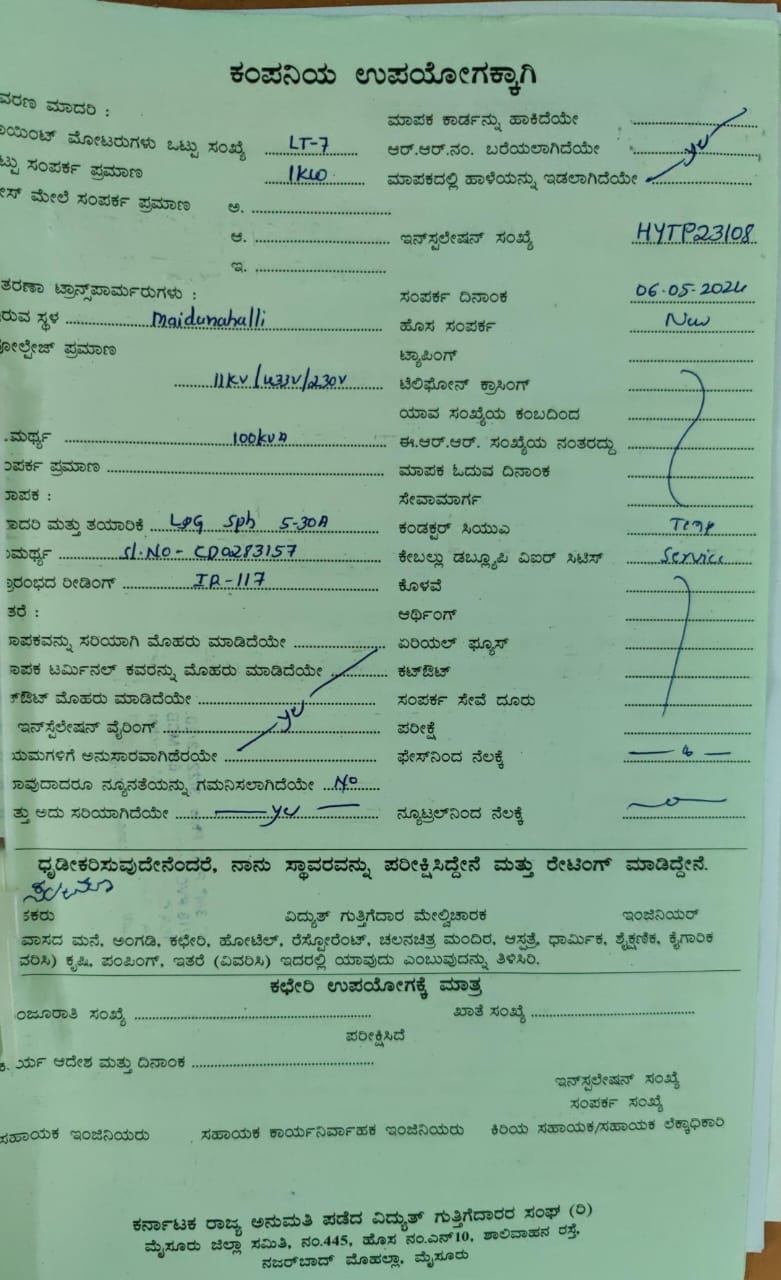 ಕಂಪನಿಯ ಉಪಯೋಗಕ್ಕಾಗಿ
ವರಣ ಮಾದರಿ :
ಮಾಪಕ ಕಾರ್ಡನ್ನು ಹಾಕಿದೆಯೇ
ಾಯಿಂಟ್ ಮೋಟರುಗಳು ಒಟ್ಟು ಸಂಖ್ಯೆ LT-7 ಆರ್.ಆರ್.ನಂ. ಬರೆಯಲಾಗಿದೆಯೇ yes
ಟ್ಟು ಸಂಪರ್ಕ ಪ್ರಮಾಣ 1KW ಮಾಪಕದಲ್ಲಿ ಹಾಳೆಯನ್ನು ಇಡಲಾಗಿದೆಯೇ
ೇಸ್ ಮೇಲೆ ಸಂಪರ್ಕ ಪ್ರಮಾಣ ಅ.
ಆ. ಇನ್‌ಸ್ಪಲೇಷನ್ ಸಂಖ್ಯೆ HYTP23108
ಇ.
ತರಣಾ ಟ್ರಾನ್ಸ್‌ಪಾರ್ಮರುಗಳು : ಸಂಪರ್ಕ ದಿನಾಂಕ 06.05.2024
ರುವ ಸ್ಥಳ Maidunahalli ಹೊಸ ಸಂಪರ್ಕ New
ೋಲ್ಟೇಜ್ ಪ್ರಮಾಣ ಟ್ಯಾಪಿಂಗ್
11KV/433V/230V ಟೆಲಿಫೋನ್ ಕ್ರಾಸಿಂಗ್
ಯಾವ ಸಂಖ್ಯೆಯ ಕಂಬದಿಂದ
ಮರ್ಥ್ಯ 100KVA ಈ.ಆರ್.ಆರ್. ಸಂಖ್ಯೆಯ ನಂತರದ್ದು
ಂಪರ್ಕ ಪ್ರಮಾಣ ಮಾಪಕ ಓದುವ ದಿನಾಂಕ
ಾಪಕ : ಸೇವಾಮಾರ್ಗ
ಾದರಿ ಮತ್ತು ತಯಾರಿಕೆ L&G Sph 5-30A ಕಂಡಕ್ಟರ್ ಸಿಯುಎ Temp
ಾಮರ್ಥ್ಯ Sl.No- CD0283157 ಕೇಬಲ್ಲು ಡಬ್ಲ್ಯೂಪಿ ವಿಐರ್ ಸಿಟಿಸ್ Service
್ರಾರಂಭದ ರೀಡಿಂಗ್ IR-117 ಕೊಳವೆ
ತರೆ : ಆರ್ಥಿಂಗ್
ಾಪಕವನ್ನು ಸರಿಯಾಗಿ ಮೊಹರು ಮಾಡಿದೆಯೇ ಏರಿಯಲ್ ಫ್ಯೂಸ್
ಾಪಕ ಟರ್ಮಿನಲ್ ಕವರನ್ನು ಮೊಹರು ಮಾಡಿದೆಯೇ ಕಟ್‌ಔಟ್
ಟ್‌ಔಟ್ ಮೊಹರು ಮಾಡಿದೆಯೇ yes ಸಂಪರ್ಕ ಸೇವೆ ದೂರು
ಇನ್‌ಸ್ಪೆಲೇಷನ್ ವೈರಿಂಗ್ ಪರೀಕ್ಷೆ
ಯಮಗಳಿಗೆ ಅನುಸಾರವಾಗಿಡೆರಯೇ ಫೇಸ್‌ನಿಂದ ನೆಲಕ್ಕೆ
ಾವುದಾದರೂ ನ್ಯೂನತೆಯನ್ನು ಗಮನಿಸಲಾಗಿದೆಯೇ No
ತ್ತು ಅದು ಸರಿಯಾಗಿದೆಯೇ yes ನ್ಯೂಟ್ರಲ್‌ನಿಂದ ನೆಲಕ್ಕೆ
ಧೃಡೀಕರಿಸುವುದೇನೆಂದರೆ, ನಾನು ಸ್ಥಾವರವನ್ನು ಪರೀಕ್ಷಿಸಿದ್ದೇನೆ ಮತ್ತು ರೇಟಿಂಗ್ ಮಾಡಿದ್ದೇನೆ.
ಕರು ವಿದ್ಯುತ್ ಗುತ್ತಿಗೆದಾರ ಮೇಲ್ವಿಚಾರಕ ಇಂಜಿನಿಯರ್
ವಾಸದ ಮನೆ, ಅಂಗಡಿ, ಕಛೇರಿ, ಹೋಟೆಲ್, ರೆಸ್ಟೋರೆಂಟ್, ಚಲನಚಿತ್ರ ಮಂದಿರ, ಆಸ್ಪತ್ರೆ, ಧಾರ್ಮಿಕ, ಶೈಕ್ಷಣಿಕ, ಕೈಗಾರಿಕ
ವರಿಸಿ) ಕೃಷಿ, ಪಂಪಿಂಗ್, ಇತರೆ (ವಿವರಿಸಿ) ಇದರಲ್ಲಿ ಯಾವುದು ಎಂಬುವುದನ್ನು ತಿಳಿಸಿರಿ.
ಕಛೇರಿ ಉಪಯೋಗಕ್ಕೆ ಮಾತ್ರ
ಂಜೂರಾತಿ ಸಂಖ್ಯೆ ಖಾತೆ ಸಂಖ್ಯೆ
ಪರೀಕ್ಷಿಸಿದೆ
ರ್ಯ ಆದೇಶ ಮತ್ತು ದಿನಾಂಕ
ಇನ್‌ಸ್ಪಲೇಷನ್ ಸಂಖ್ಯೆ
ಸಂಪರ್ಕ ಸಂಖ್ಯೆ
ಸಹಾಯಕ ಇಂಜಿನಿಯರು ಸಹಾಯಕ ಕಾರ್ಯನಿರ್ವಾಹಕ ಇಂಜಿನಿಯರು ಕಿರಿಯ ಸಹಾಯಕ/ಸಹಾಯಕ ಲೆಕ್ಕಾಧಿಕಾರಿ
ಕರ್ನಾಟಕ ರಾಜ್ಯ ಅನುಮತಿ ಪಡೆದ ವಿದ್ಯುತ್ ಗುತ್ತಿಗೆದಾರರ ಸಂಘ (ರಿ)
ಮೈಸೂರು ಜಿಲ್ಲಾ ಸಮಿತಿ, ನಂ.445, ಹೊಸ ನಂ.ಎನ್10, ಶಾಲಿವಾಹನ ರಸ್ತೆ,
ನಜರ್‌ಬಾದ್ ಮೊಹಲ್ಲಾ, ಮೈಸೂರು